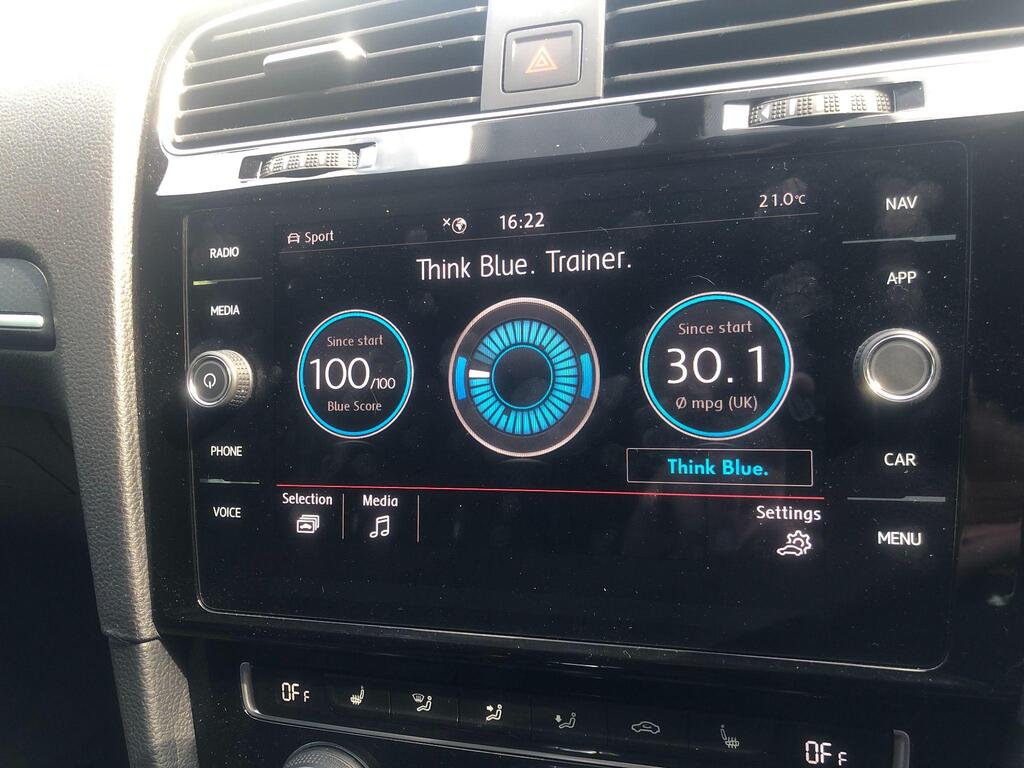 RADIO
MEDIA
PHONE
VOICE
Sport
16:22
21.0°C
Think Blue. Trainer.
Since start
100/100
Blue Score
Since start
30.1
Ø mpg (UK)
Think Blue.
Selection
Media
Settings
NAV
APP
CAR
MENU
OFF
OFF